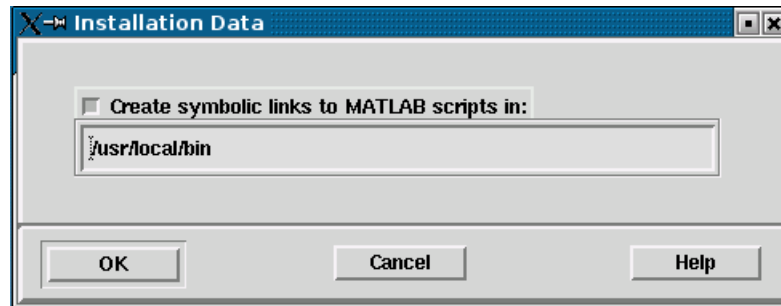 Installation Data
Create symbolic links to MATLAB scripts in:
/usr/local/bin
OK
Cancel
Help